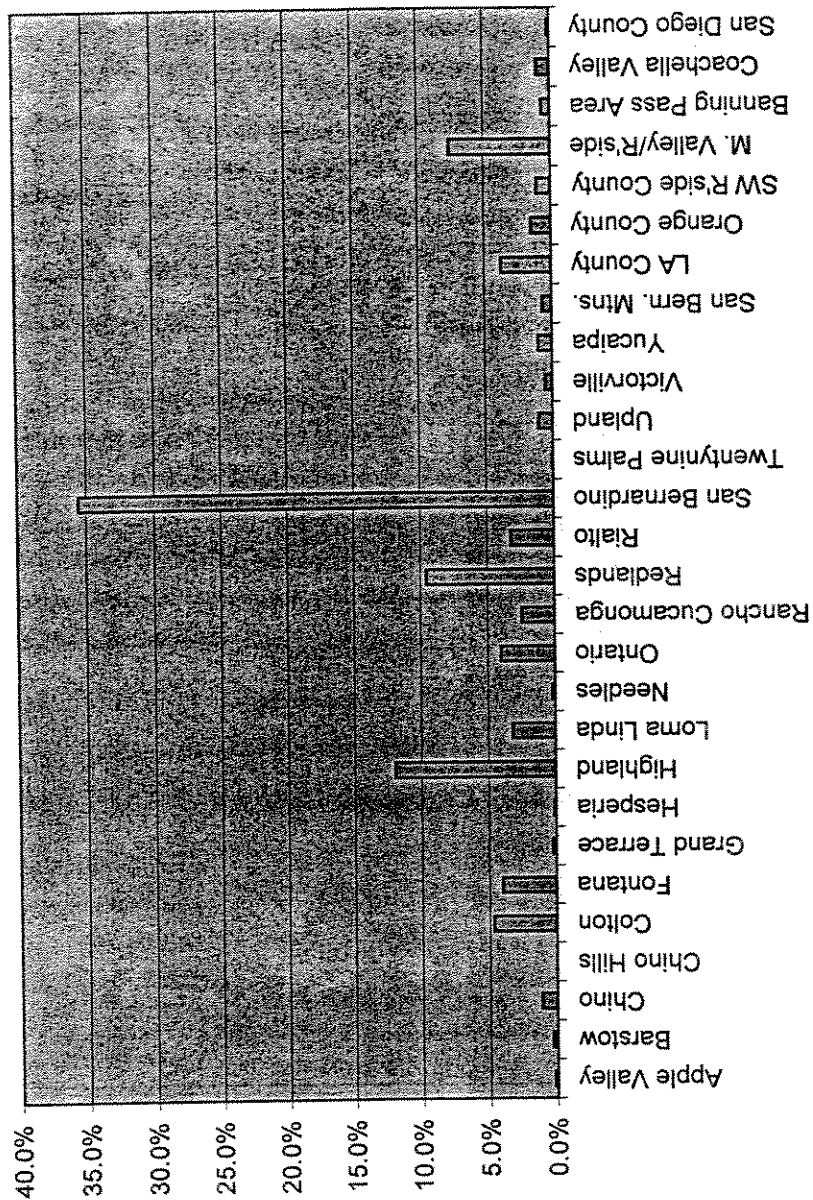 40.0%
35.0%
30.0%
25.0%
20.0%
15.0%
10.0%
5.0%
0.0%
Apple Valley
Barstow
Chino
Chino Hills
Colton
Fontana
Grand Terrace
Hesperia
Highland
Loma Linda
Needles
Ontario
Rancho Cucamonga
Redlands
Rialto
San Bernardino
Twentynine Palms
Upland
Victorville
Yucaipa
San Bern. Mtns.
LA County
Orange County
SW R'side County
M. Valley/R'side
Banning Pass Area
Coachella Valley
San Diego County